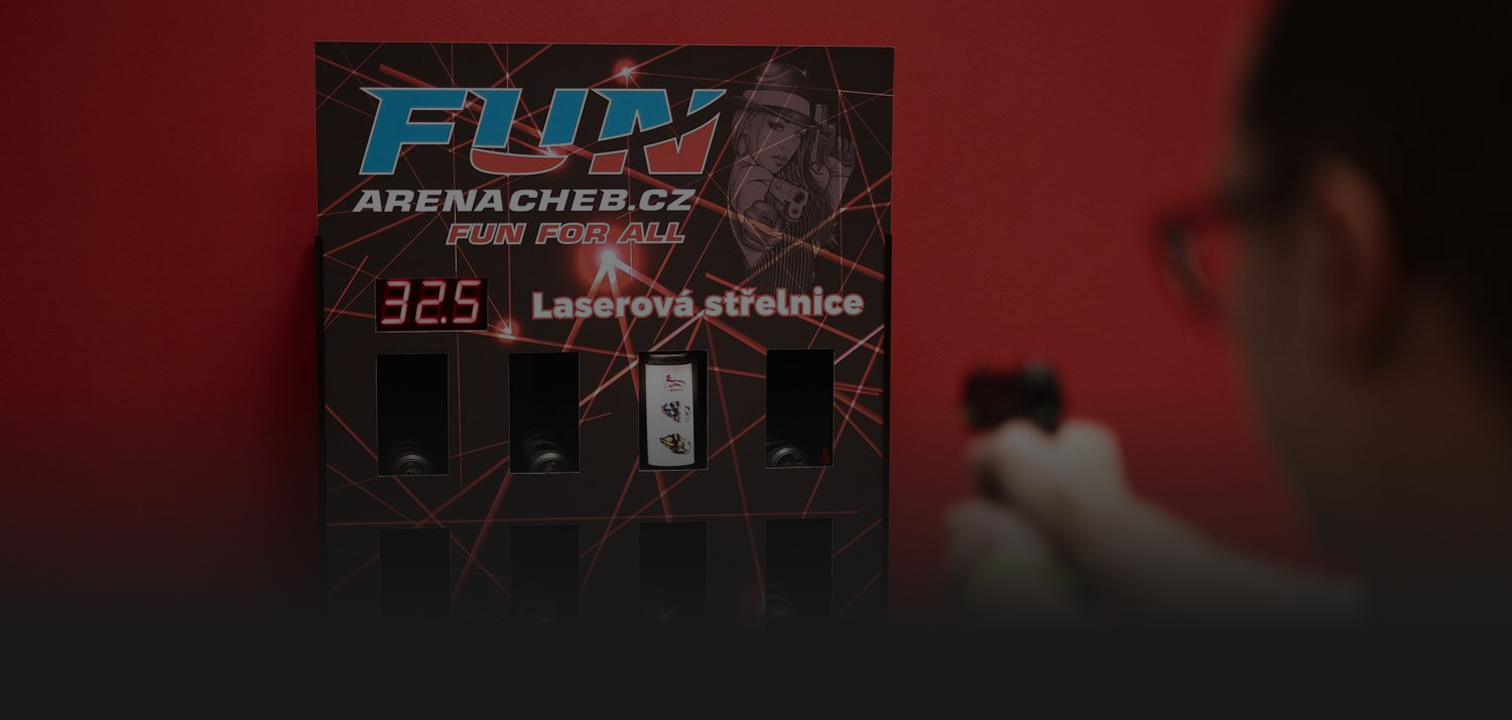 FUN
ARENACHEB.CZ
FUN FOR ALL
32.5
Laserová střelnice